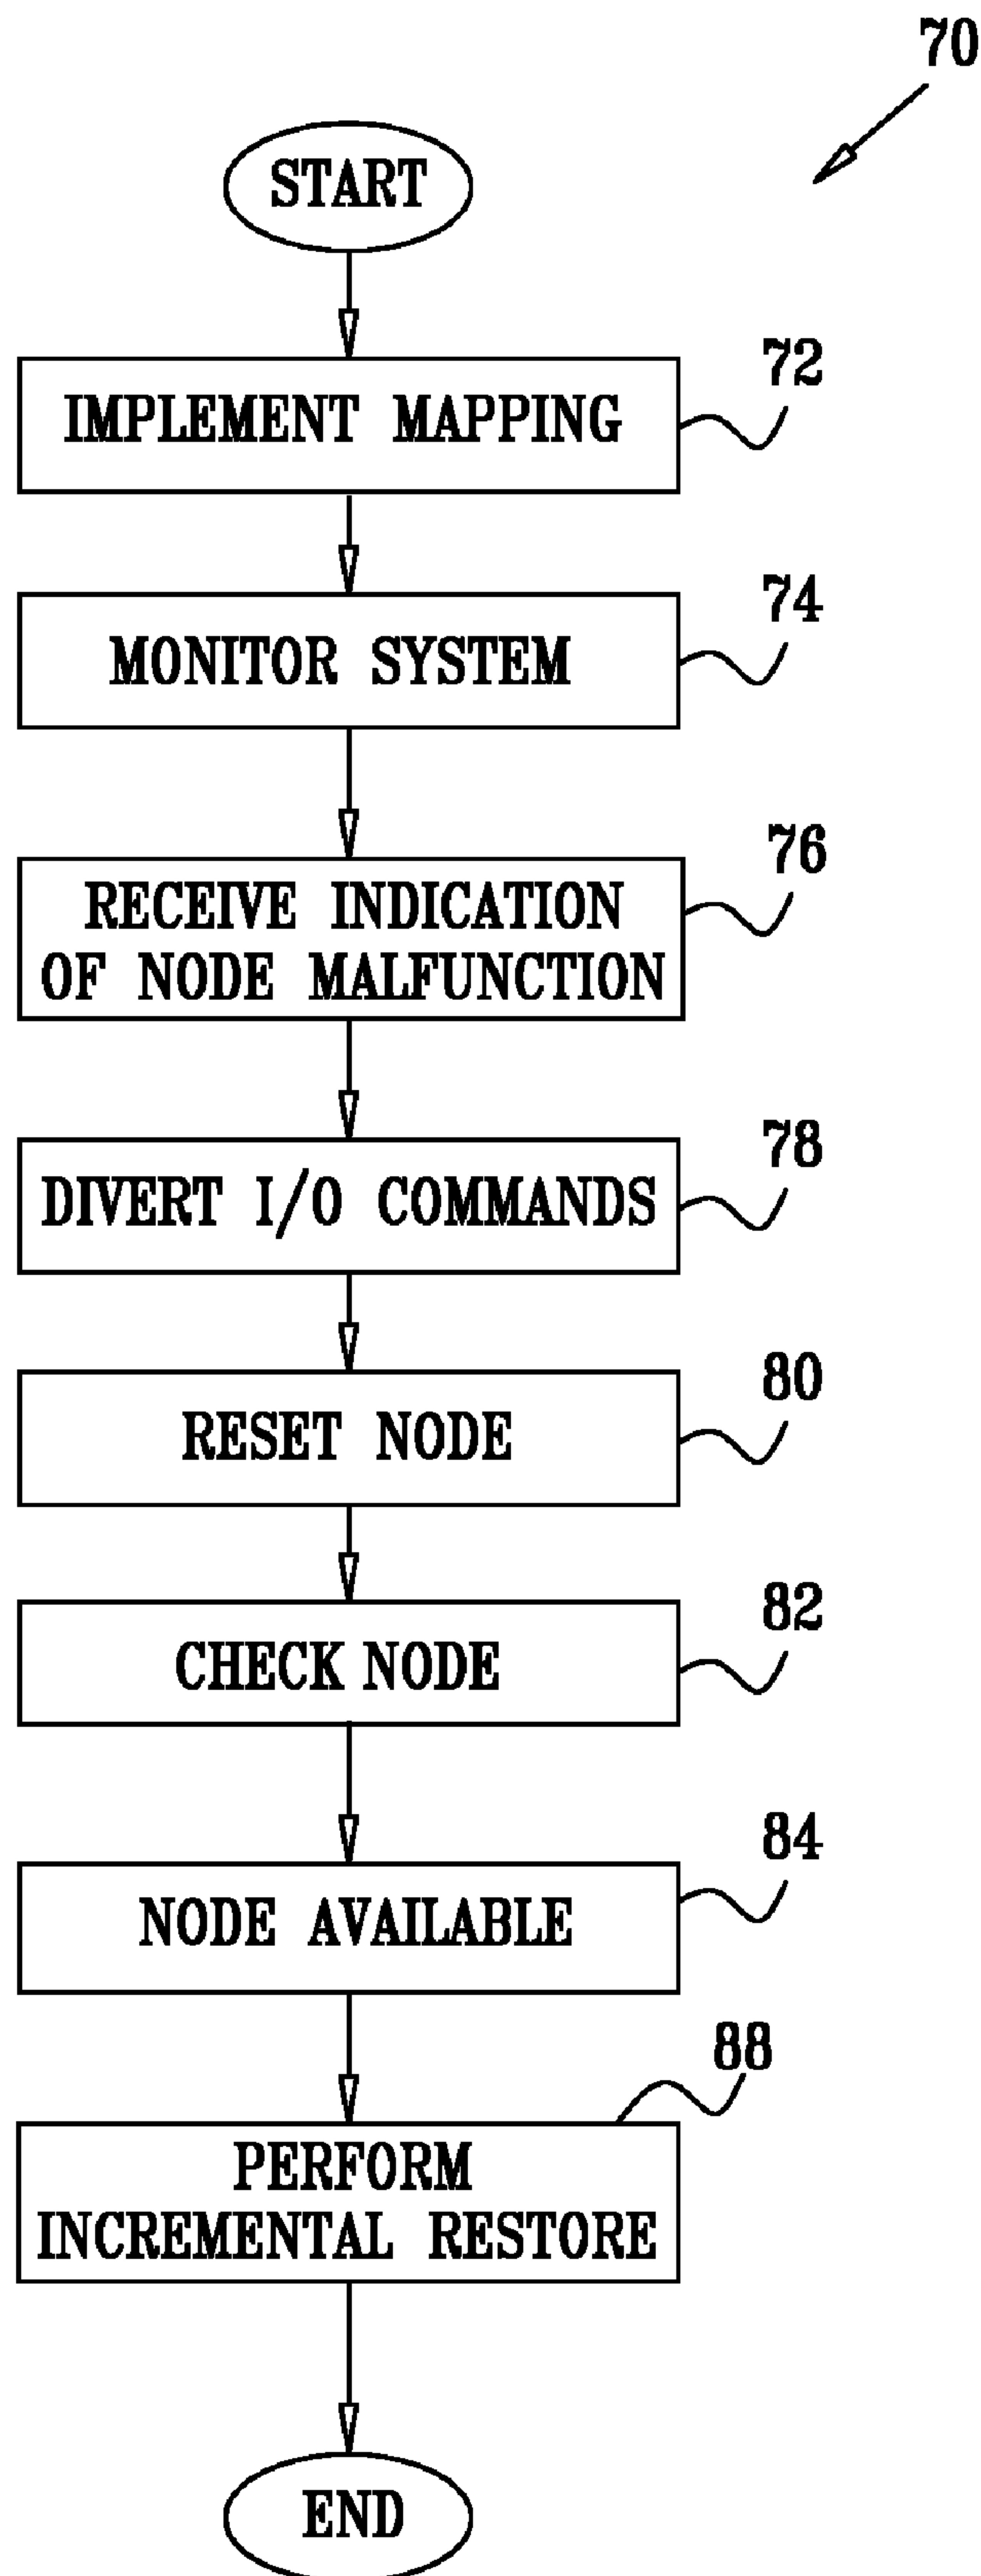 70
START
IMPLEMENT MAPPING
72
MONITOR SYSTEM
74
RECEIVE INDICATION
OF NODE MALFUNCTION
76
DIVERT I/O COMMANDS
78
RESET NODE
80
CHECK NODE
82
NODE AVAILABLE
84
PERFORM
INCREMENTAL RESTORE
88
END